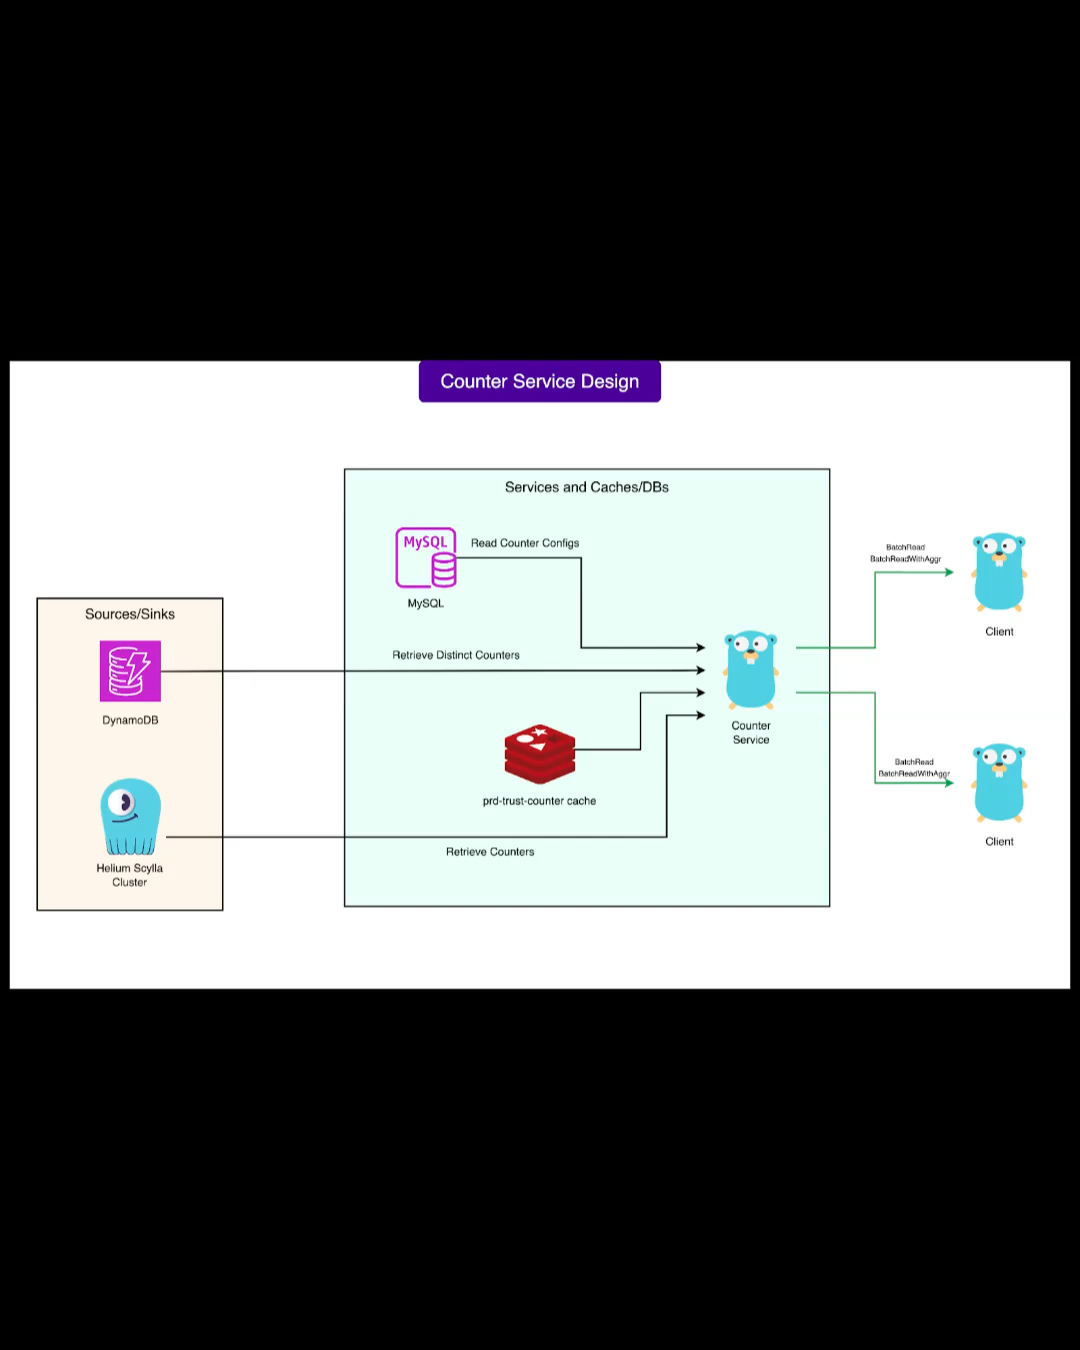 Counter Service Design
Services and Caches/DBs
MySQL
Read Counter Configs
MySQL
BatchRead
BatchReadWithAggr
Client
Sources/Sinks
DynamoDB
Retrieve Distinct Counters
Counter
Service
prd-trust-counter cache
BatchRead
BatchReadWithAggr
Client
Helium Scylla
Cluster
Retrieve Counters